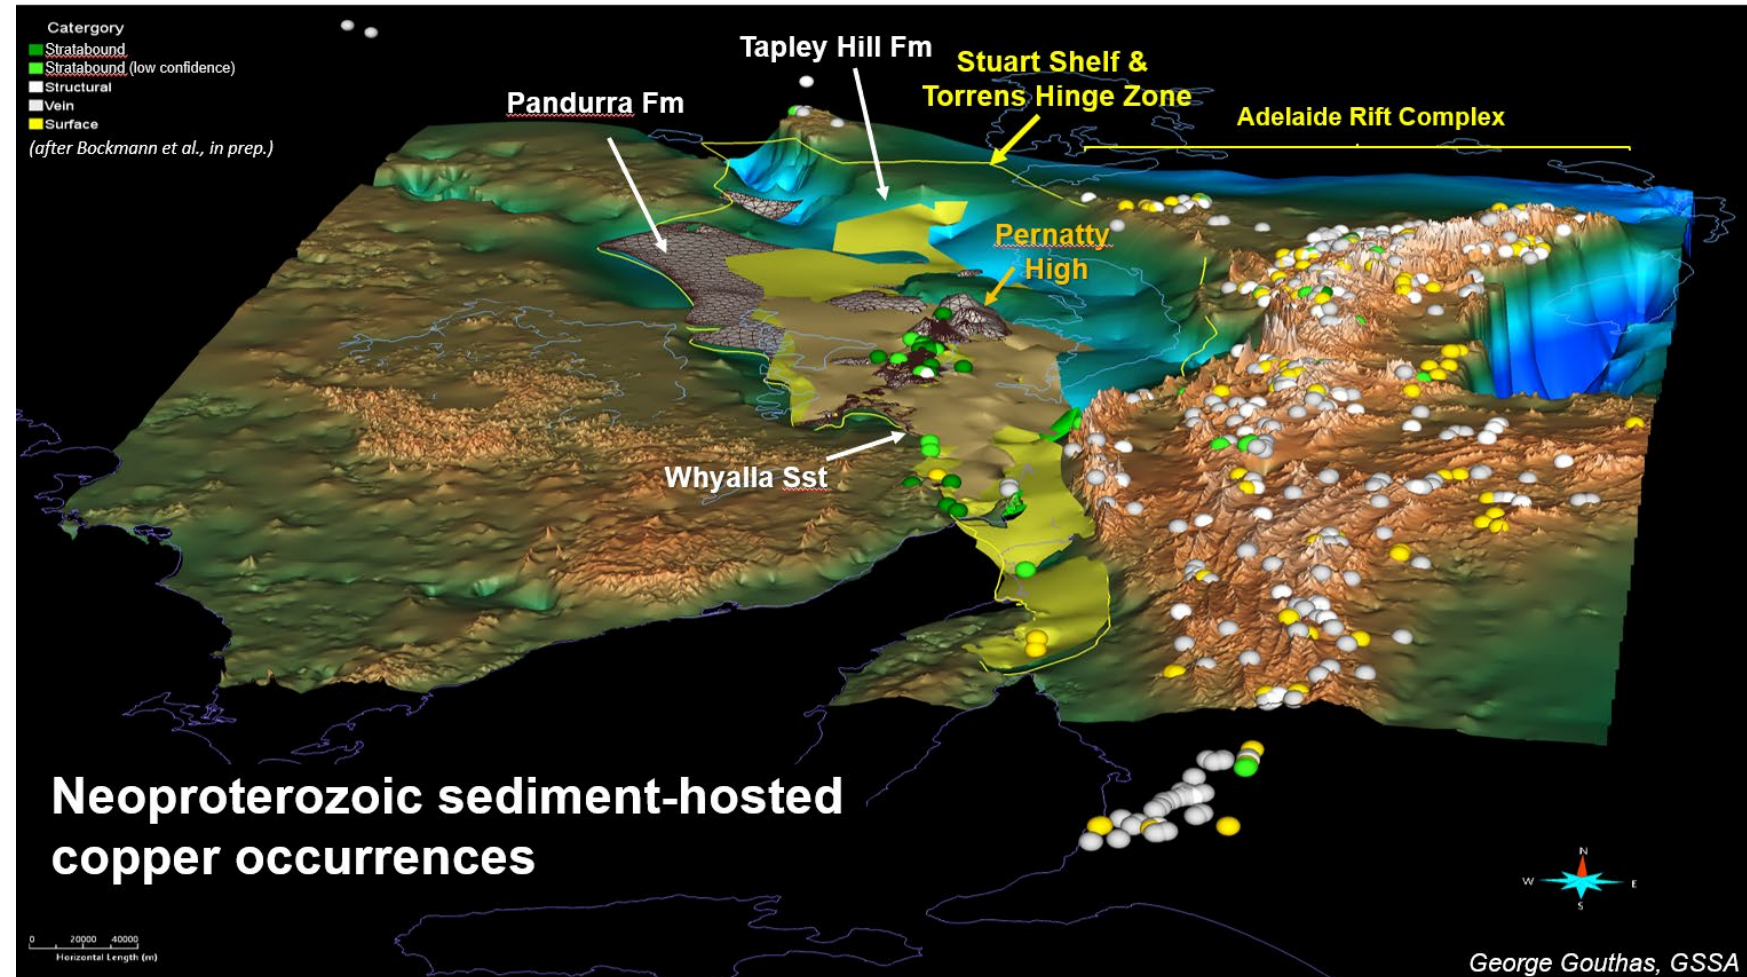 Catergory
Stratabound
Stratabound (low confidence)
Structural
Vein
Surface
(after Bockmann et al., in prep.)
Pandurra Fm
Tapley Hill Fm
Stuart Shelf &
Torrens Hinge Zone
Adelaide Rift Complex
Pernatty
High
Whyalla Sst
Neoproterozoic sediment-hosted
copper occurrences
N
W
E
S
0 20000 40000
Horizontal Length (m)
George Gouthas, GSSA